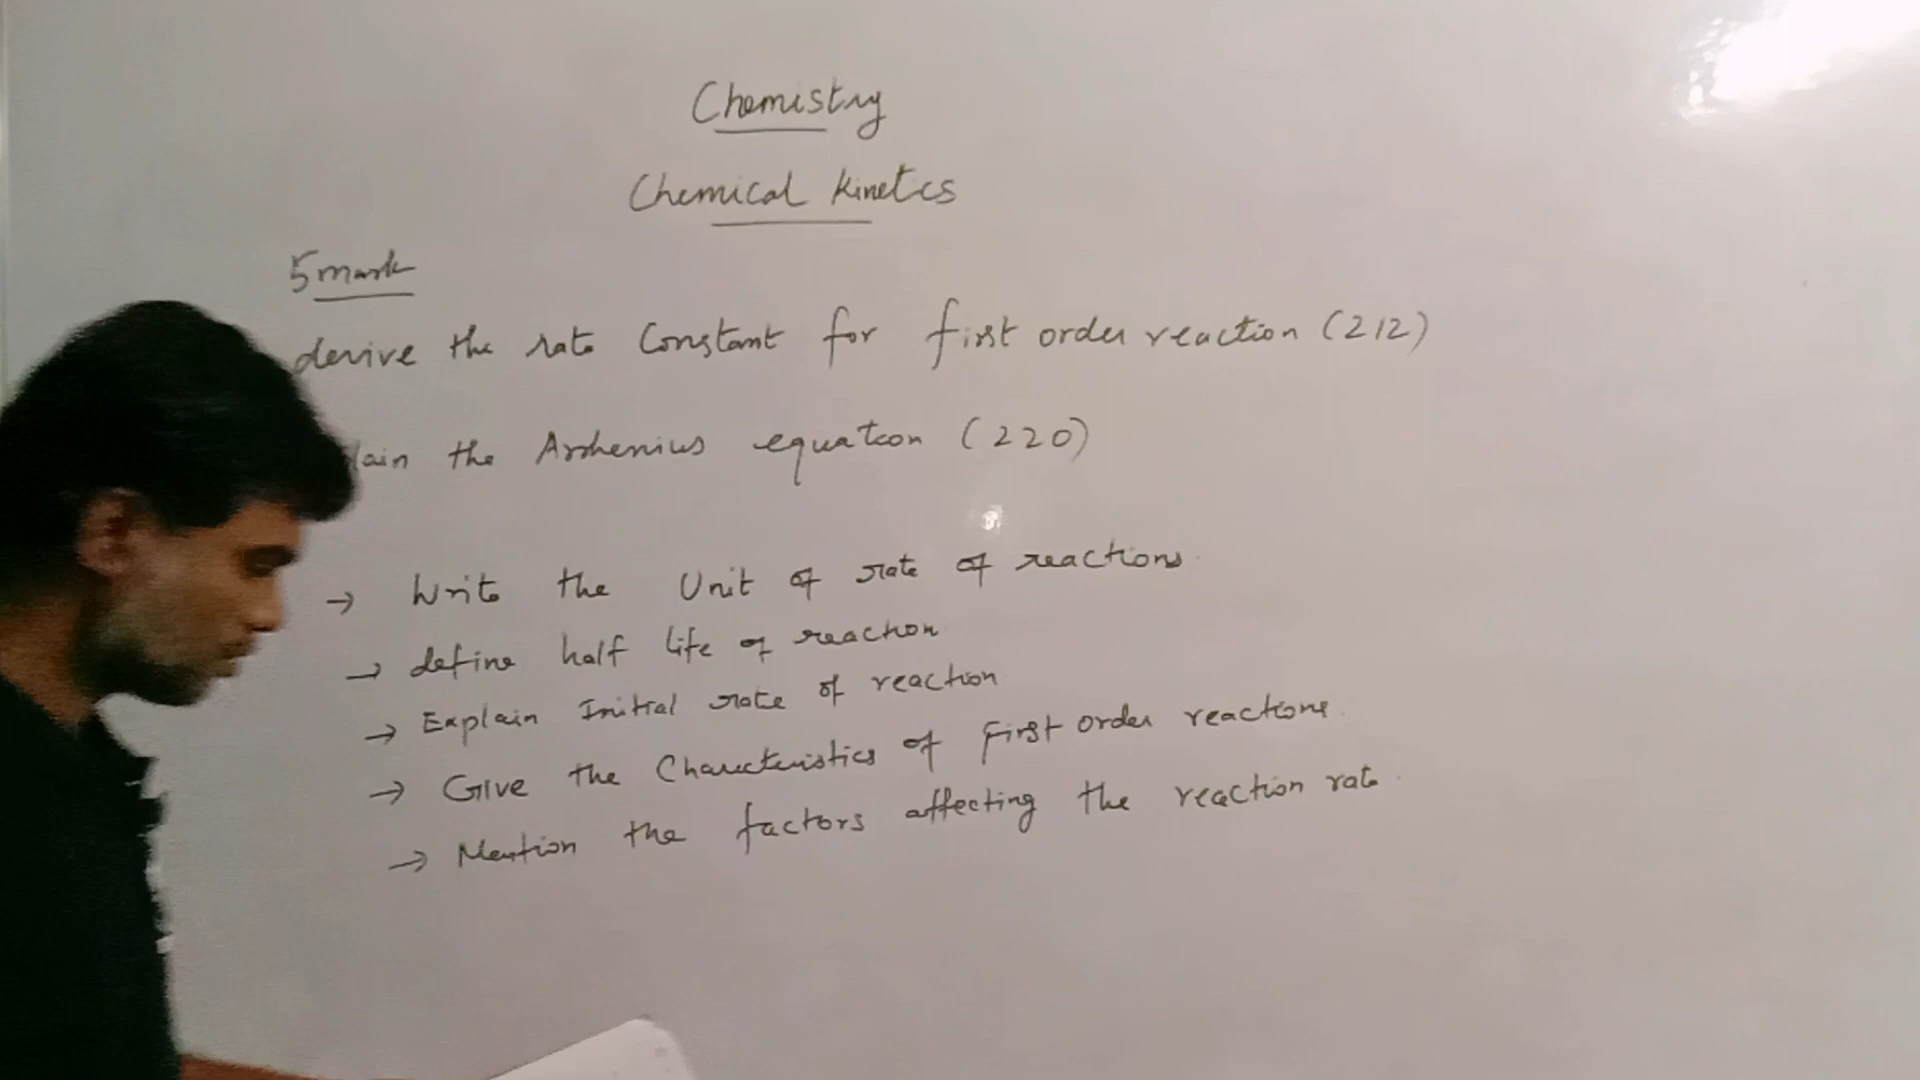 Chemistry
Chemical Kinetics
5 mark
derive the rate Constant for first order reaction (212)
lain the Arrhenius equation (220)
→ Write the Unit of rate of reactions
→ define half life of reaction
→ Explain Initial rate of reaction
→ Give the Charecteristics of First order reactions
→ Mention the factors affecting the reaction rate